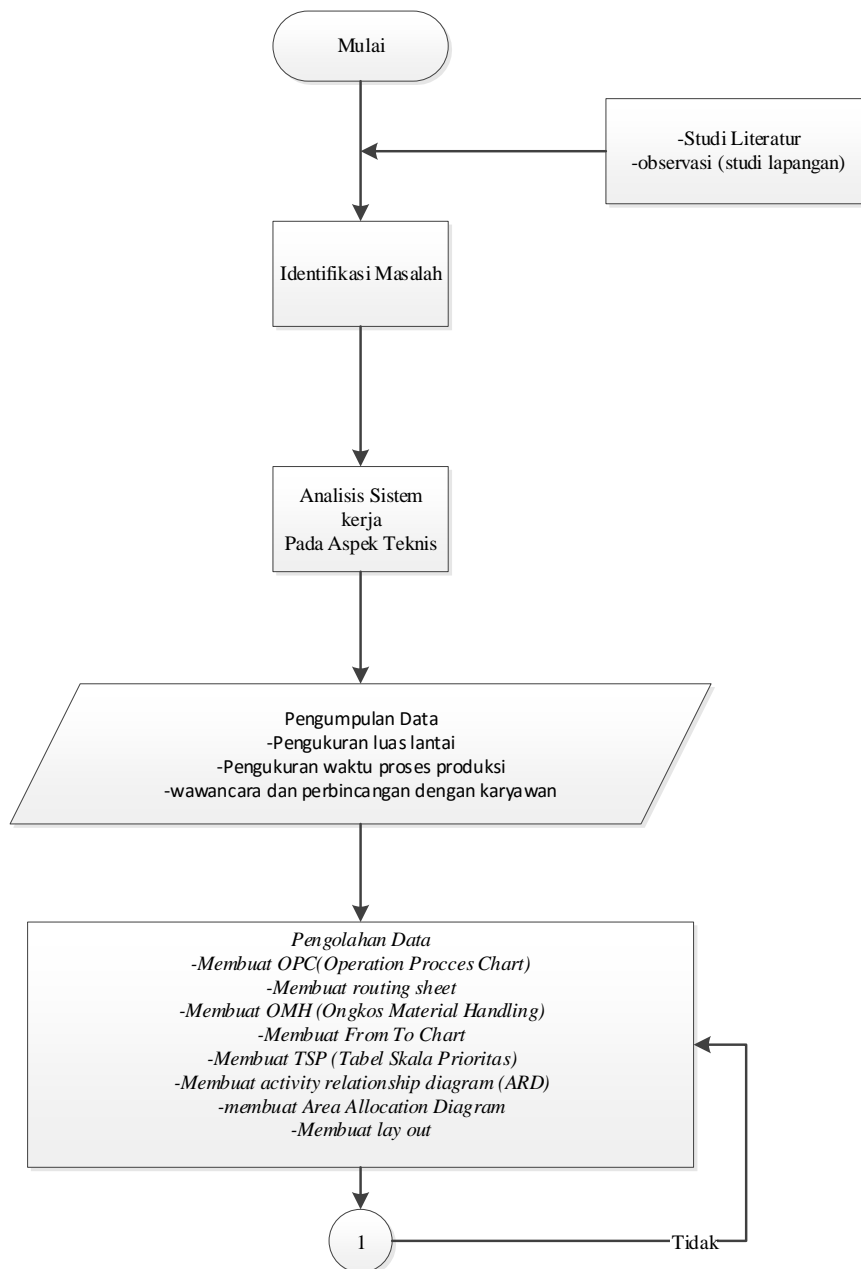 Mulai
-Studi Literatur
-observasi (studi lapangan)
Identifikasi Masalah
Analisis Sistem
kerja
Pada Aspek Teknis
Pengumpulan Data
-Pengukuran luas lantai
-Pengukuran waktu proses produksi
-wawancara dan perbincangan dengan karyawan
Pengolahan Data
-Membuat OPC(Operation Procces Chart)
-Membuat routing sheet
-Membuat OMH (Ongkos Material Handling)
-Membuat From To Chart
-Membuat TSP (Tabel Skala Prioritas)
-Membuat activity relationship diagram (ARD)
-membuat Area Allocation Diagram
-Membuat lay out
1
Tidak